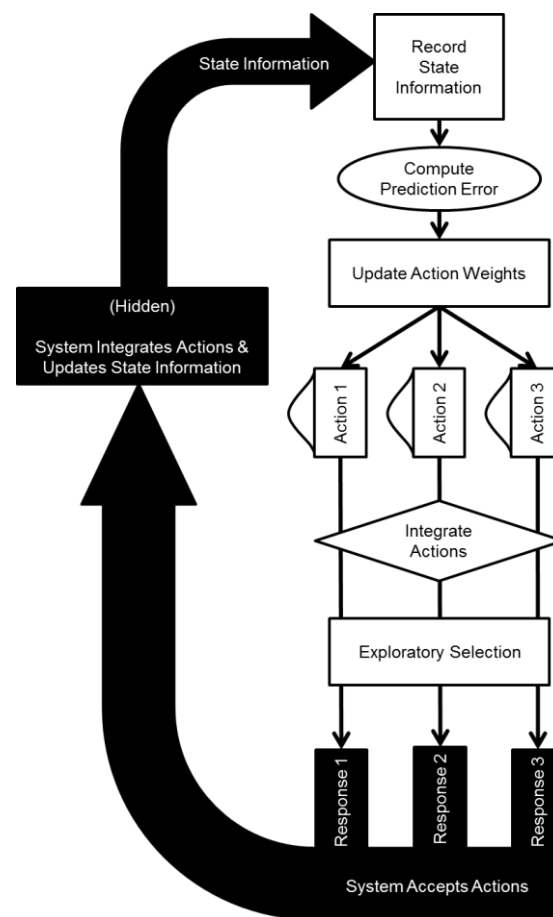 State Information
Record
State
Information
Compute
Prediction Error
Update Action Weights
(Hidden)
System Integrates Actions &
Updates State Information
Action 1
Action 2
Action 3
Integrate
Actions
Exploratory Selection
Response 1
Response 2
Response 3
System Accepts Actions